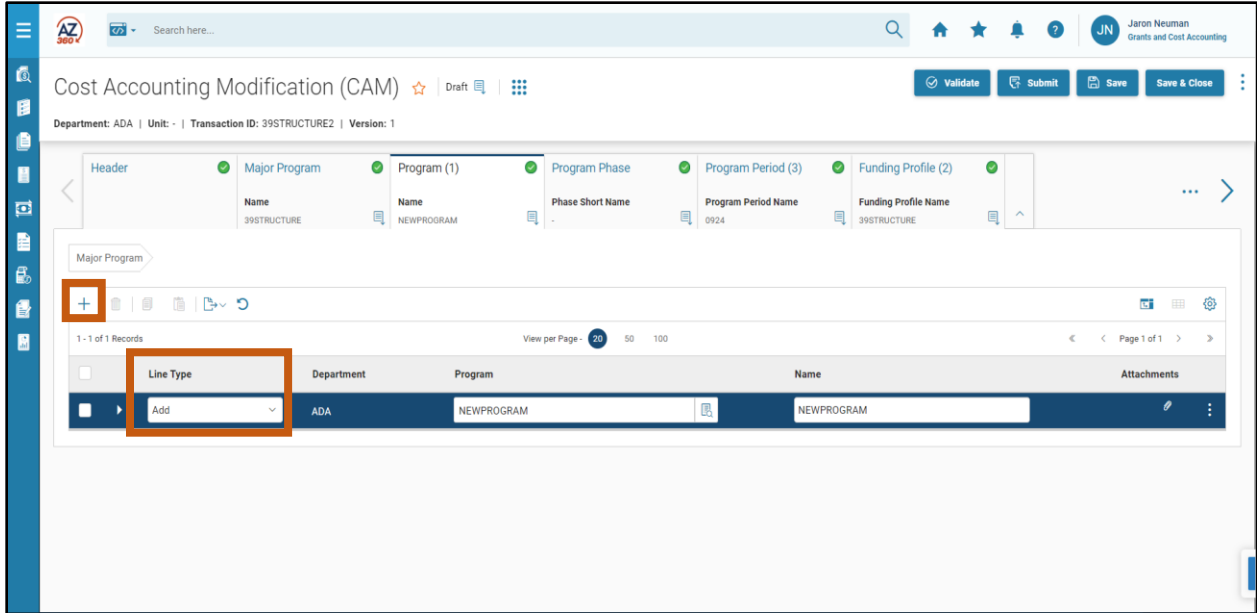 AZ
360
Search here...
?
JN
Jaron Neuman
Grants and Cost Accounting
Cost Accounting Modification (CAM)
Draft
Validate
Submit
Save
Save & Close
Department: ADA | Unit: - | Transaction ID: 39STRUCTURE2 | Version: 1
Header
Major Program
Name
39STRUCTURE
Program (1)
Name
NEWPROGRAM
Program Phase
Phase Short Name
-
Program Period (3)
Program Period Name
0924
Funding Profile (2)
Funding Profile Name
39STRUCTURE
...
Major Program
1 - 1 of 1 Records
View per Page - 20 50 100
Page 1 of 1
Line Type Department Program Name Attachments
Add ADA NEWPROGRAM NEWPROGRAM